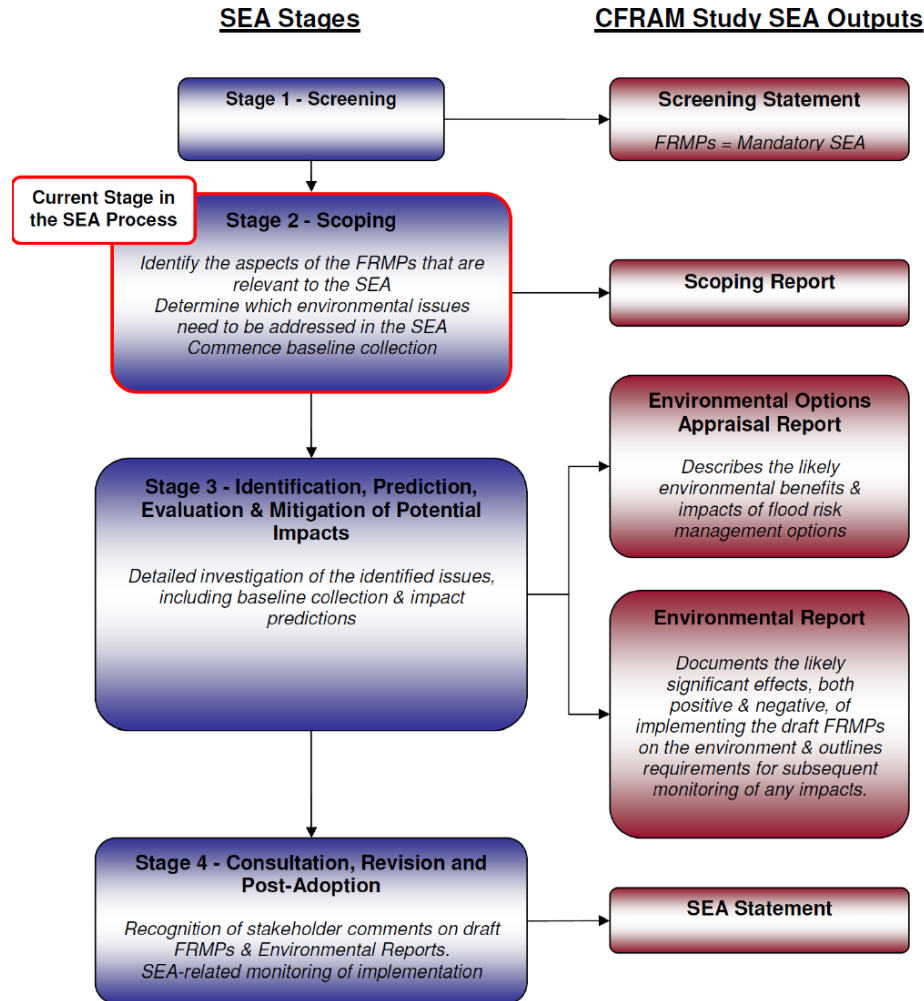 SEA Stages
CFRAM Study SEA Outputs
Stage 1 - Screening
Screening Statement
FRMPs = Mandatory SEA
Current Stage in
the SEA Process
Stage 2 - Scoping
Identify the aspects of the FRMPs that are
relevant to the SEA
Determine which environmental issues
need to be addressed in the SEA
Commence baseline collection
Scoping Report
Environmental Options
Appraisal Report
Describes the likely
environmental benefits &
impacts of flood risk
management options
Stage 3 - Identification, Prediction,
Evaluation & Mitigation of Potential
Impacts
Detailed investigation of the identified issues,
including baseline collection & impact
predictions
Environmental Report
Documents the likely
significant effects, both
positive & negative, of
implementing the draft FRMPs
on the environment & outlines
requirements for subsequent
monitoring of any impacts.
Stage 4 - Consultation, Revision and
Post-Adoption
Recognition of stakeholder comments on draft
FRMPs & Environmental Reports.
SEA-related monitoring of implementation
SEA Statement